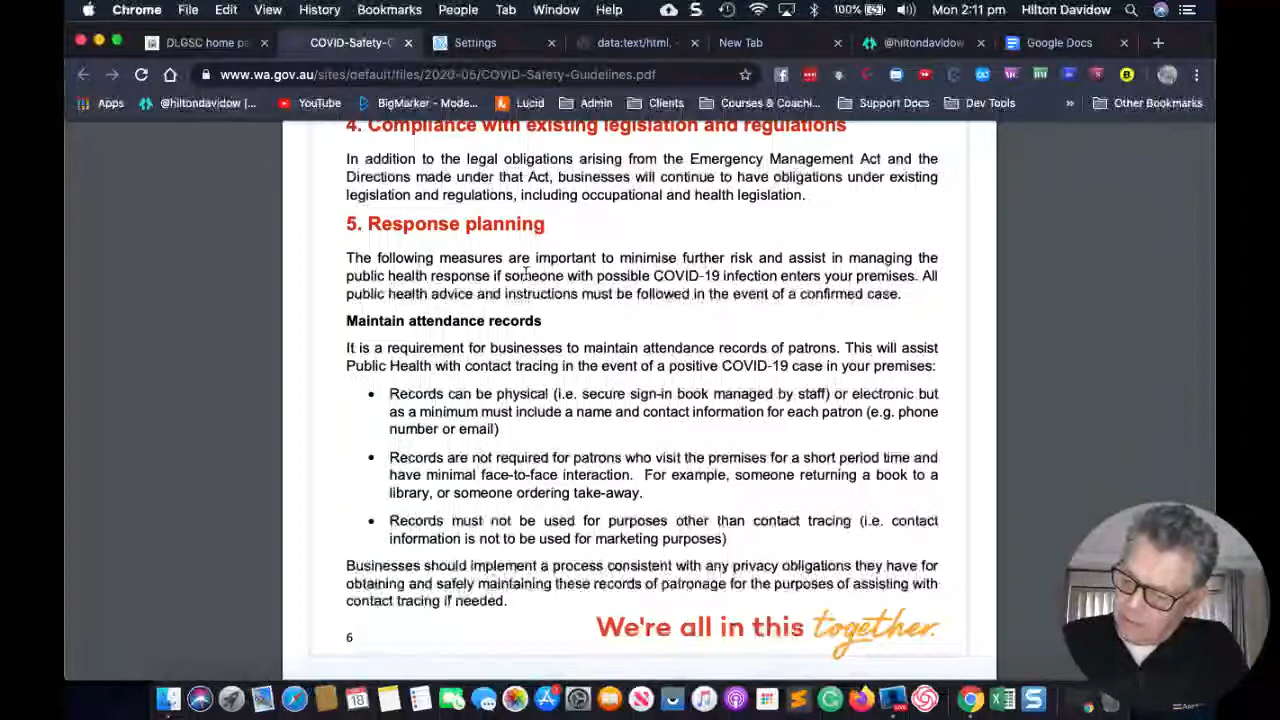 Chrome File Edit View History Bookmarks People Tab Window Help 100% Mon 2:11 pm Hilton Davidow
DLGSC home pa COVID-Safety-G Settings data:text/html, New Tab @hiltondavidow Google Docs
www.wa.gov.au/sites/default/files/2020-05/COVID-Safety-Guidelines.pdf
Apps @hiltondavidow |... YouTube BigMarker - Mode... Lucid Admin Clients Courses & Coachi... Support Docs Dev Tools » Other Bookmarks
4. Compliance with existing legislation and regulations
In addition to the legal obligations arising from the Emergency Management Act and the
Directions made under that Act, businesses will continue to have obligations under existing
legislation and regulations, including occupational and health legislation.
5. Response planning
The following measures are important to minimise further risk and assist in managing the
public health response if someone with possible COVID-19 infection enters your premises. All
public health advice and instructions must be followed in the event of a confirmed case.
Maintain attendance records
It is a requirement for businesses to maintain attendance records of patrons. This will assist
Public Health with contact tracing in the event of a positive COVID-19 case in your premises:
• Records can be physical (i.e. secure sign-in book managed by staff) or electronic but
as a minimum must include a name and contact information for each patron (e.g. phone
number or email)
• Records are not required for patrons who visit the premises for a short period time and
have minimal face-to-face interaction. For example, someone returning a book to a
library, or someone ordering take-away.
• Records must not be used for purposes other than contact tracing (i.e. contact
information is not to be used for marketing purposes)
Businesses should implement a process consistent with any privacy obligations they have for
obtaining and safely maintaining these records of patronage for the purposes of assisting with
contact tracing if needed.
We're all in this together.
6
18